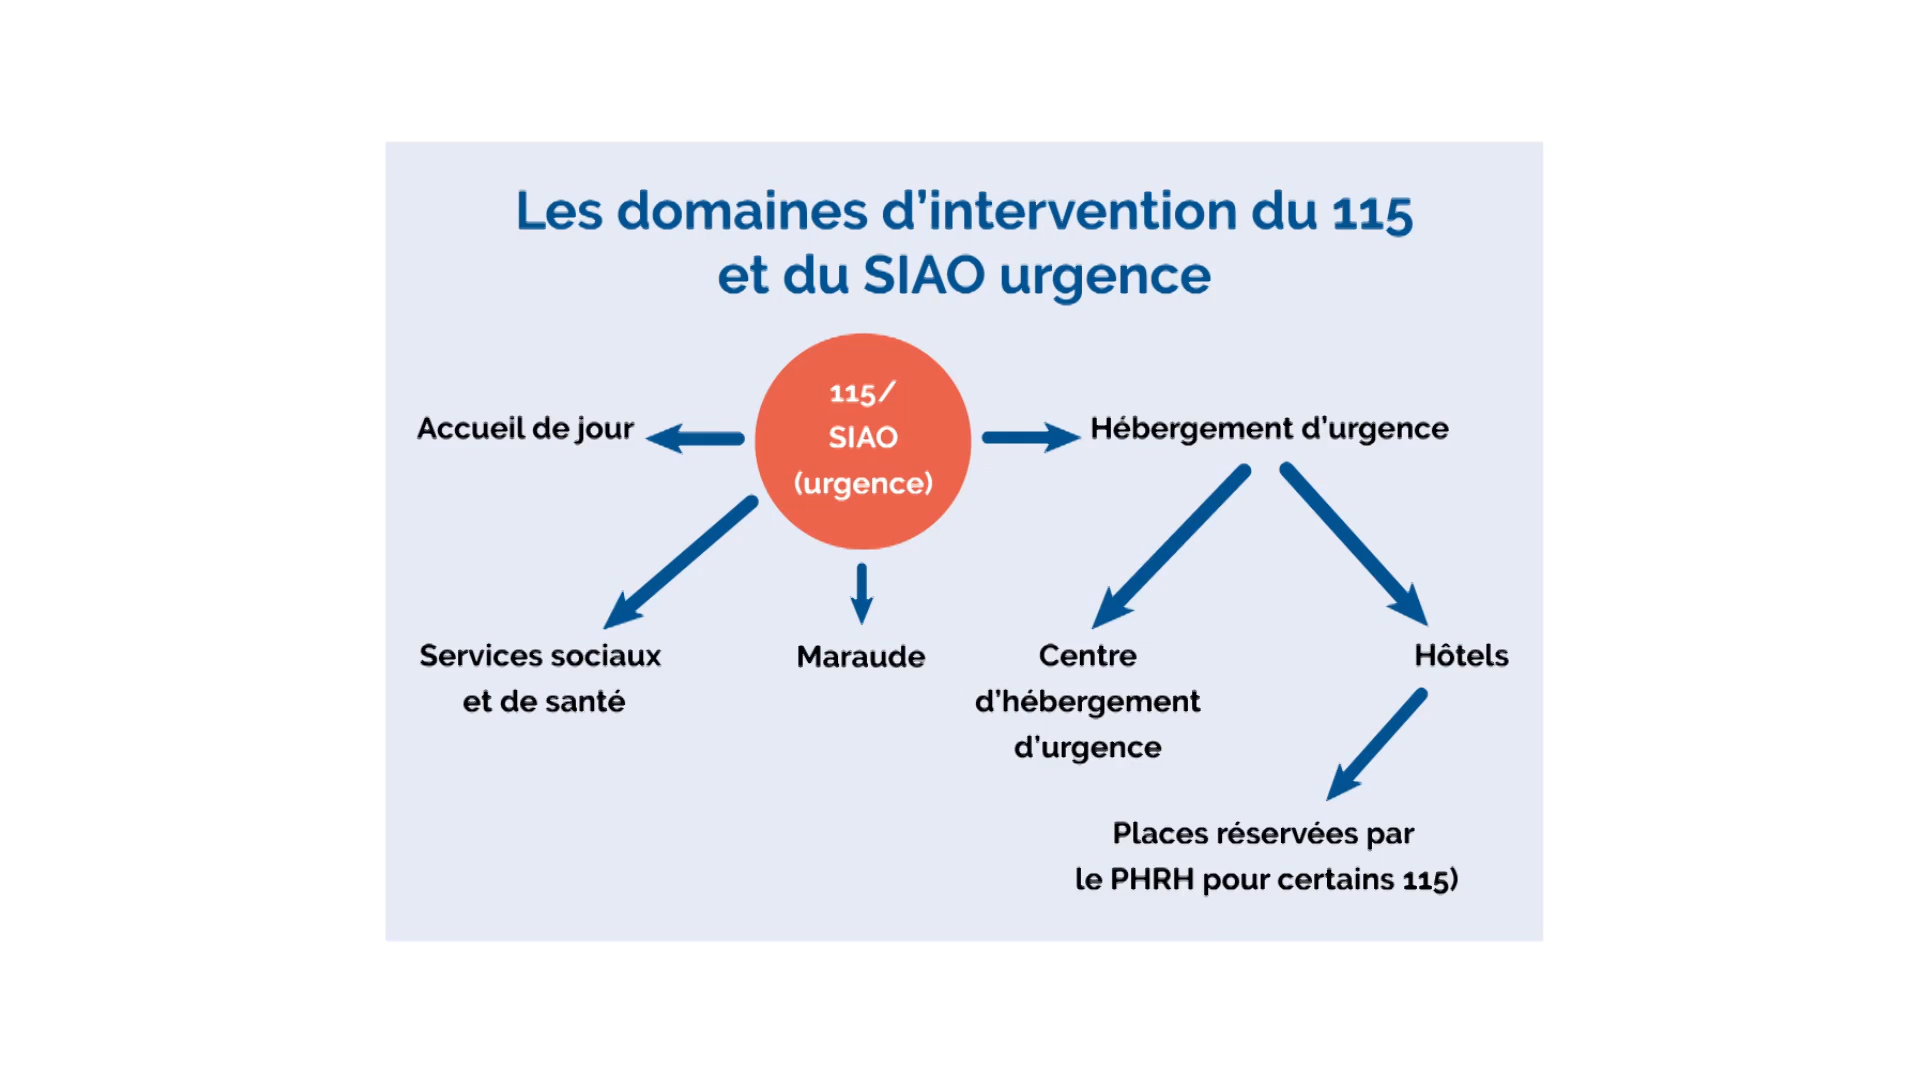 Les domaines d’intervention du 115
et du SIAO urgence
115/
SIAO
(urgence)
Accueil de jour
Hébergement d’urgence
Services sociaux
et de santé
Maraude
Centre
d’hébergement
d’urgence
Hôtels
Places réservées par
le PHRH pour certains 115)